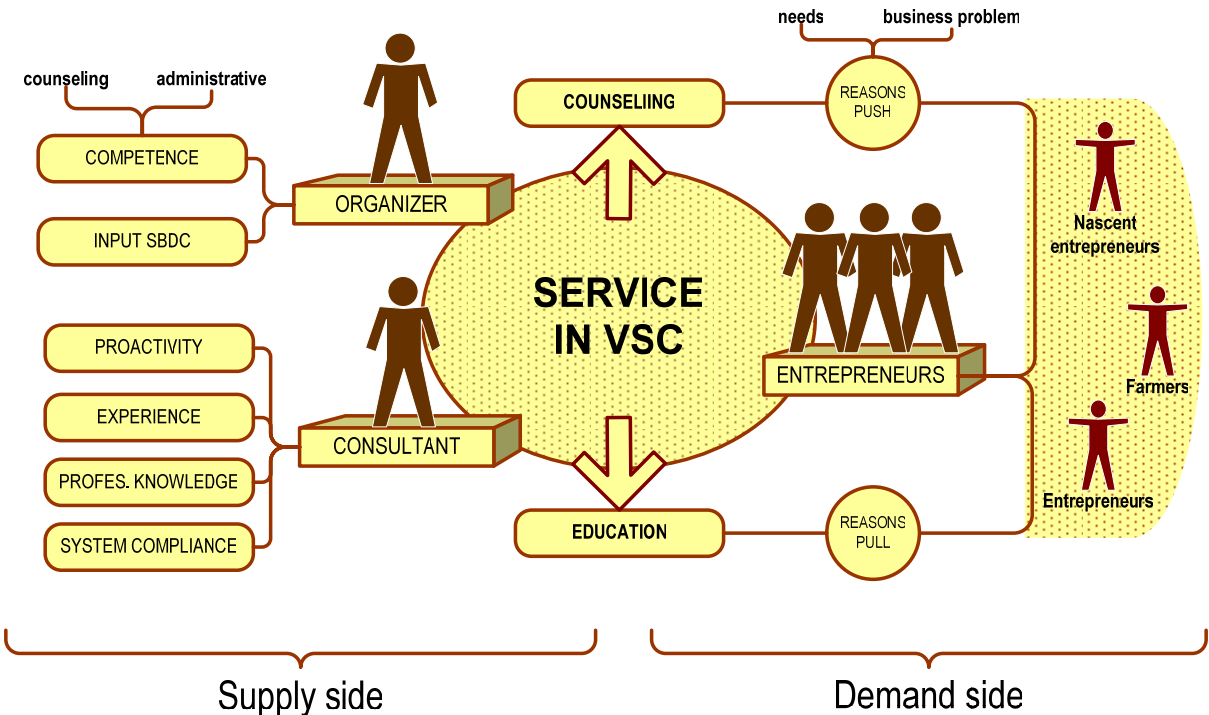 needs
business problem
counseling
administrative
COUNSELIING
REASONS
PUSH
COMPETENCE
ORGANIZER
INPUT SBDC
Nascent
entrepreneurs
SERVICE
IN VSC
PROACTIVITY
ENTREPRENEURS
Farmers
EXPERIENCE
CONSULTANT
PROFES. KNOWLEDGE
Entrepreneurs
SYSTEM COMPLIANCE
EDUCATION
REASONS
PULL
Supply side
Demand side